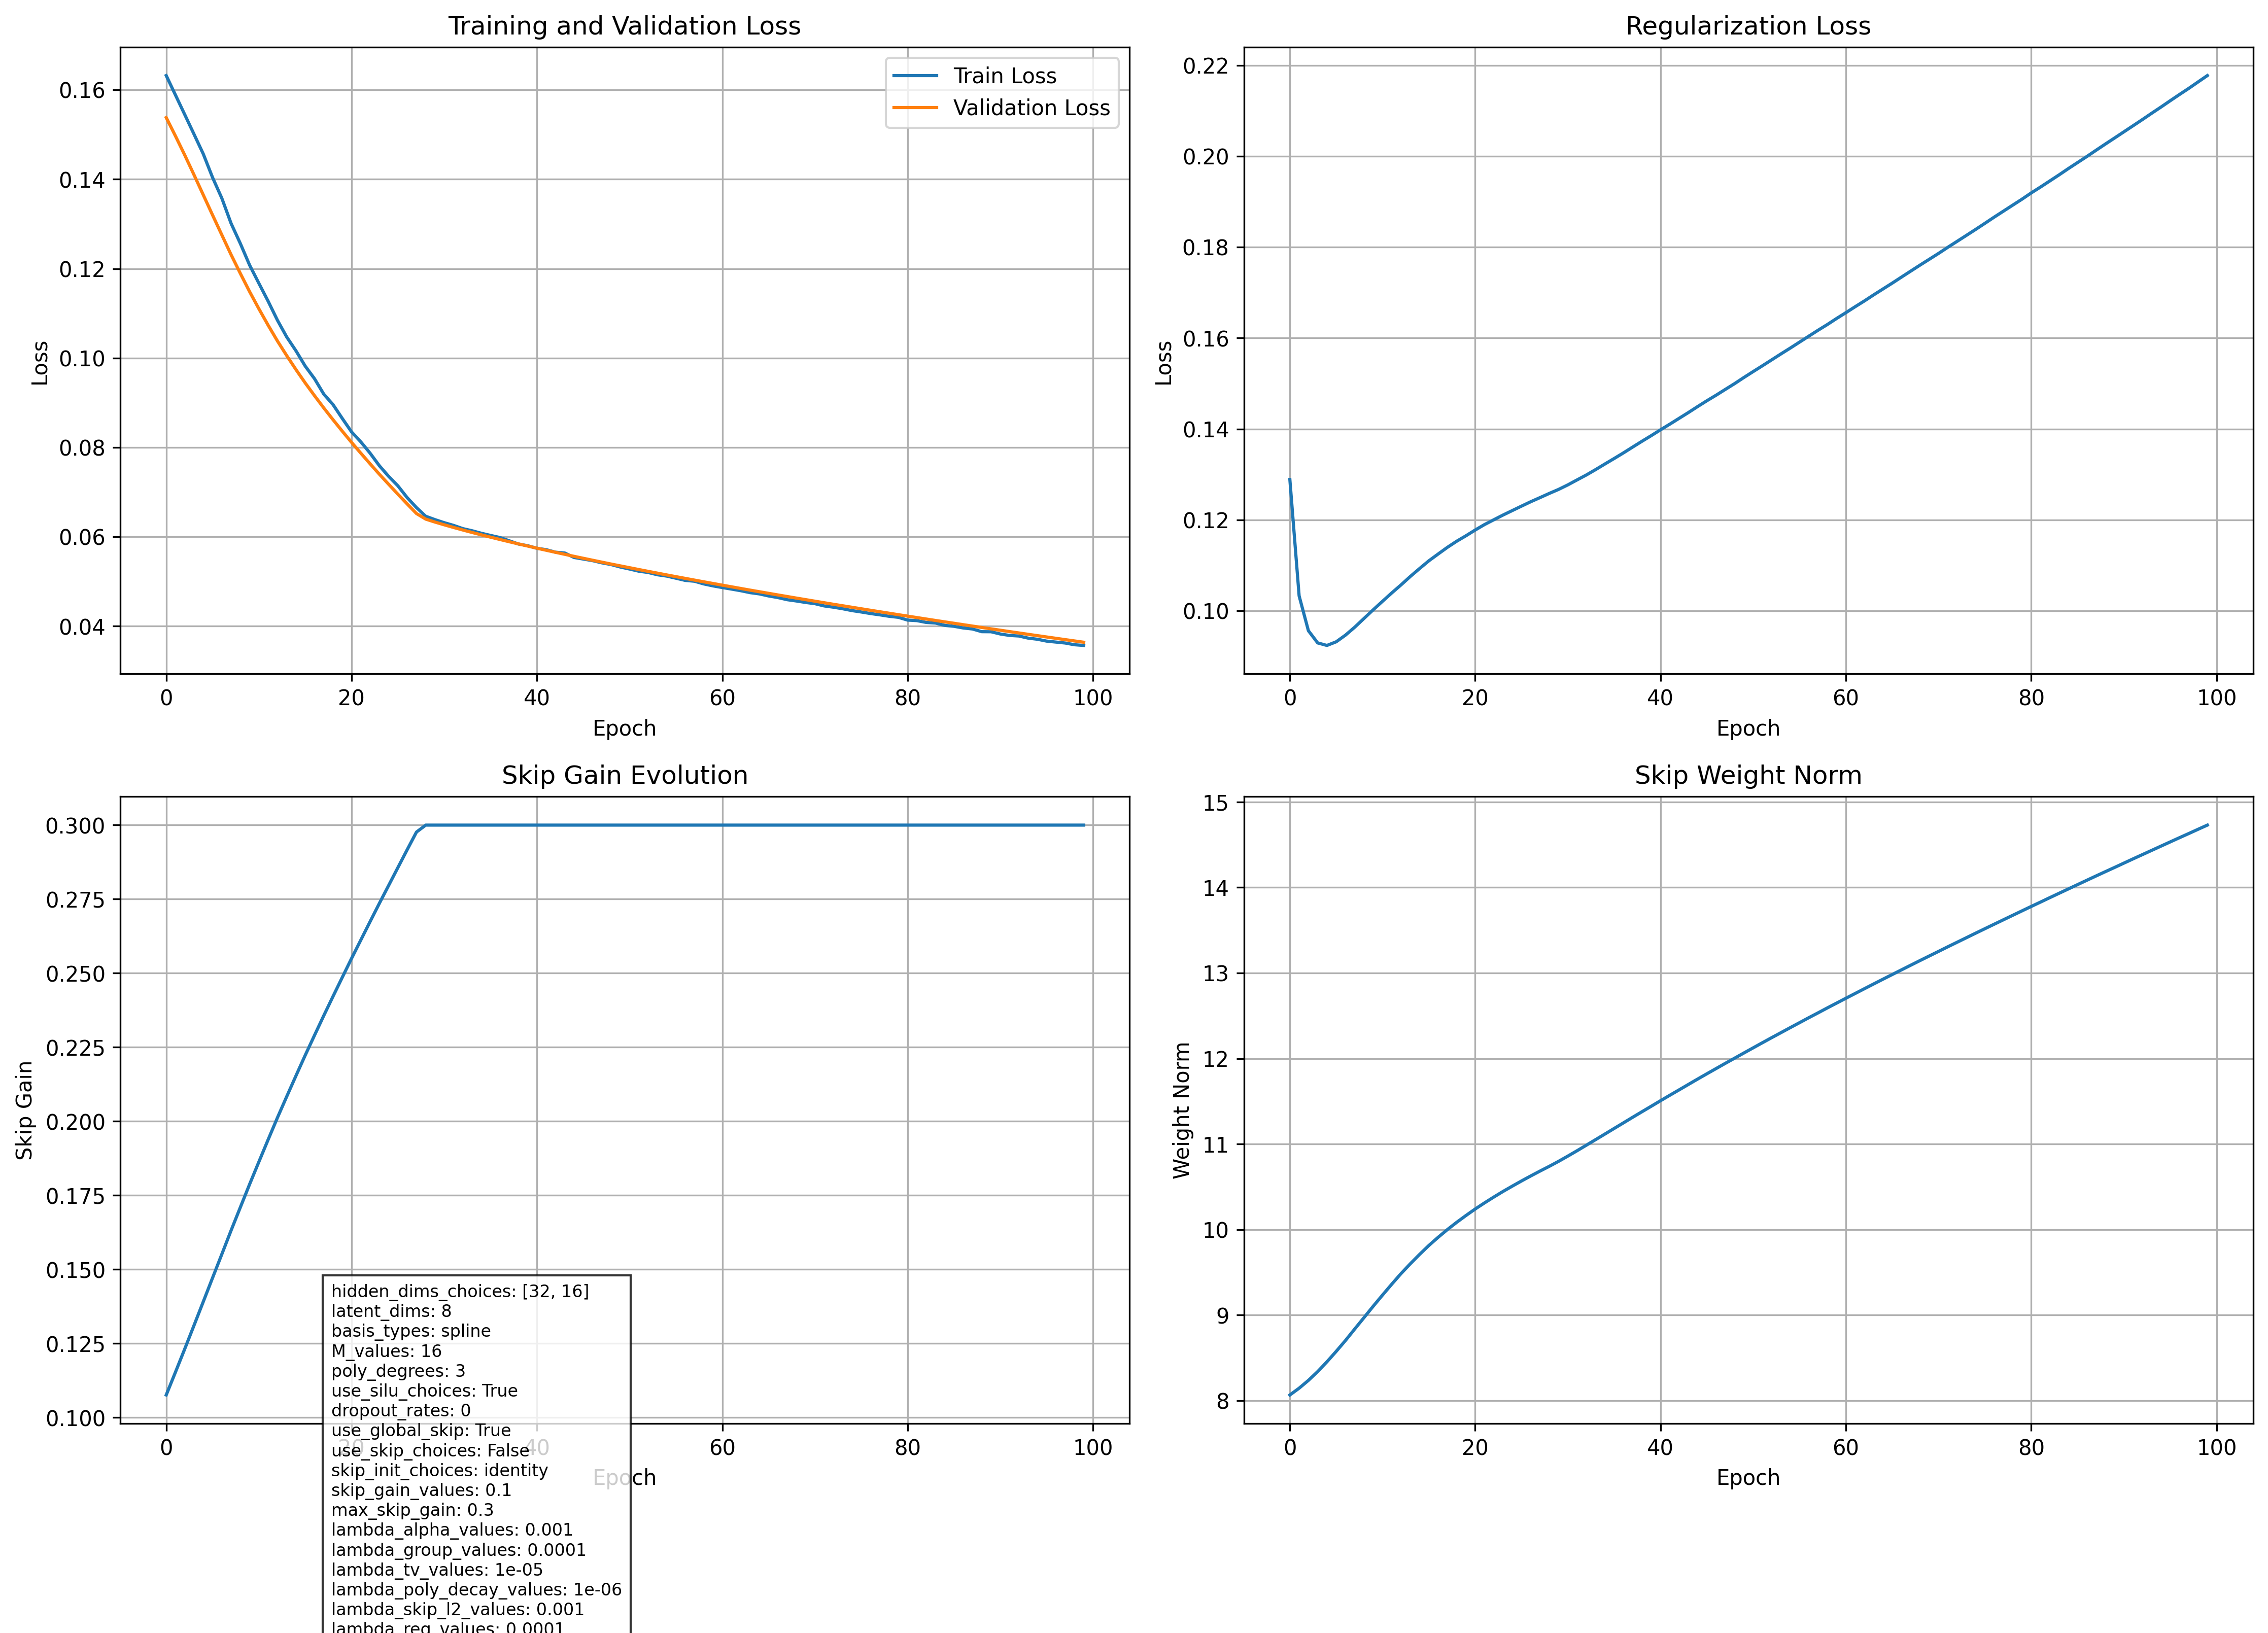 Training and Validation Loss
Loss
0.16
0.14
0.12
0.10
0.08
0.06
0.04
Train Loss
Validation Loss
0 20 40 60 80 100
Epoch
Regularization Loss
Loss
0.22
0.20
0.18
0.16
0.14
0.12
0.10
0 20 40 60 80 100
Epoch
Skip Gain Evolution
Skip Gain
0.300
0.275
0.250
0.225
0.200
0.175
0.150
0.125
0.100
0 20 40 60 80 100
Epoch
hidden_dims_choices: [32, 16]
latent_dims: 8
basis_types: spline
M_values: 16
poly_degrees: 3
use_silu_choices: True
dropout_rates: 0
use_global_skip: True
use_skip_choices: False
skip_init_choices: identity
skip_gain_values: 0.1
max_skip_gain: 0.3
lambda_alpha_values: 0.001
lambda_group_values: 0.0001
lambda_tv_values: 1e-05
lambda_poly_decay_values: 1e-06
lambda_skip_l2_values: 0.001
lambda_reg_values: 0.0001
Skip Weight Norm
Weight Norm
15
14
13
12
11
10
9
8
0 20 40 60 80 100
Epoch